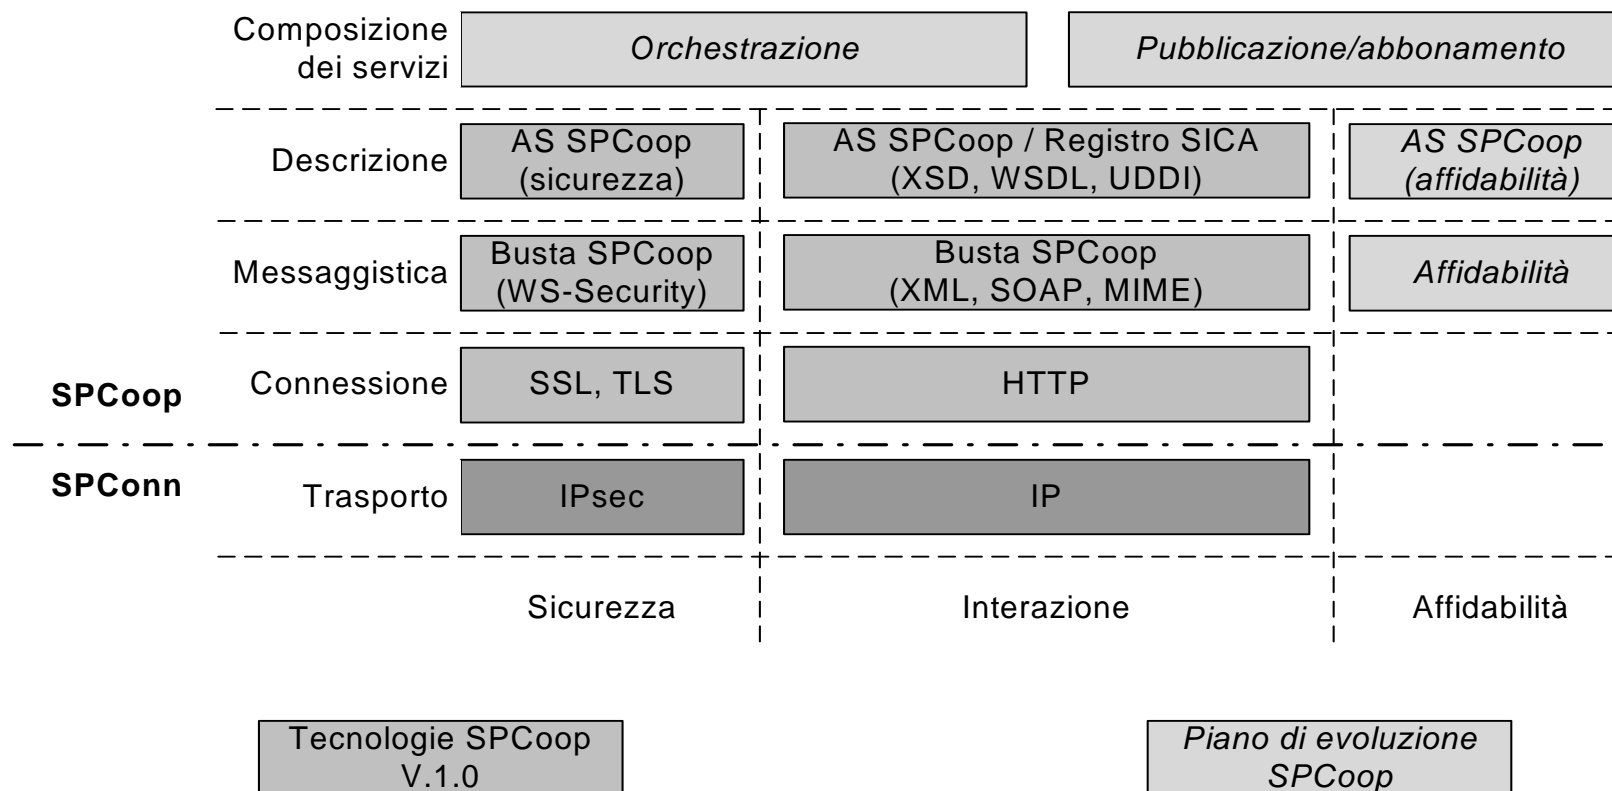 Composizione
dei servizi
Orchestrazione
Pubblicazione/abbonamento
Descrizione
AS SPCoop
(sicurezza)
AS SPCoop / Registro SICA
(XSD, WSDL, UDDI)
AS SPCoop
(affidabilità)
Messaggistica
Busta SPCoop
(WS-Security)
Busta SPCoop
(XML, SOAP, MIME)
Affidabilità
SPCoop
Connessione
SSL, TLS
HTTP
SPConn
Trasporto
IPsec
IP
Sicurezza
Interazione
Affidabilità
Tecnologie SPCoop
V.1.0
Piano di evoluzione
SPCoop